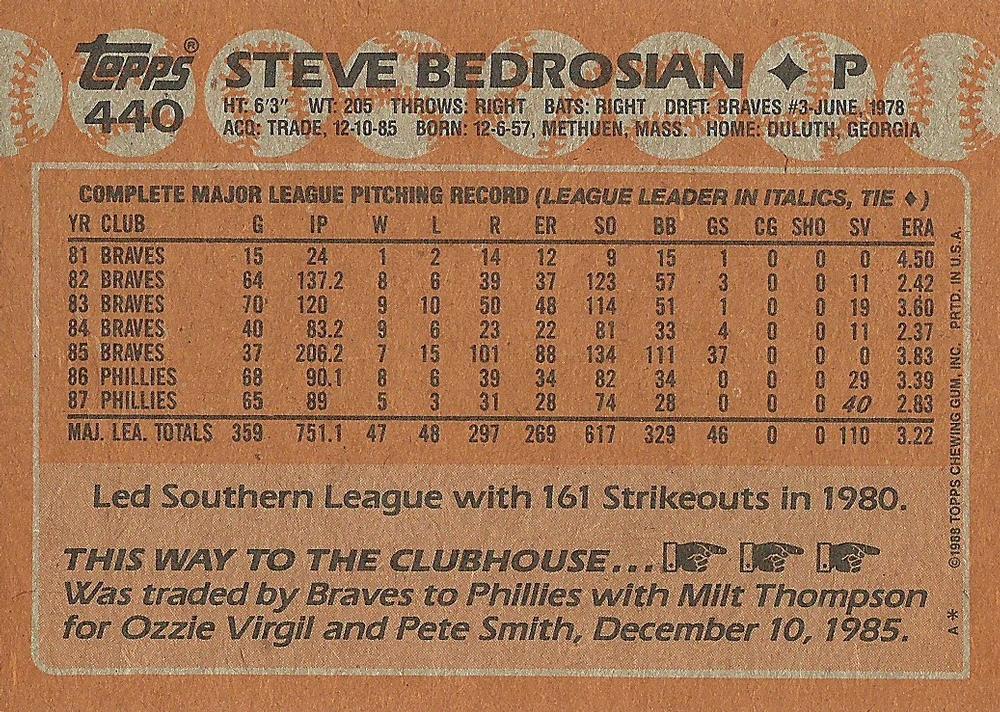 Topps®
440
STEVE BEDROSIAN ♦ P
HT: 6'3" WT: 205 THROWS: RIGHT BATS: RIGHT DRFT: BRAVES #3-JUNE, 1978
ACQ: TRADE, 12-10-85 BORN: 12-6-57, METHUEN, MASS. HOME: DULUTH, GEORGIA
COMPLETE MAJOR LEAGUE PITCHING RECORD (LEAGUE LEADER IN ITALICS, TIE ♦)
YR CLUB G IP W L R ER SO BB GS CG SHO SV ERA
81 BRAVES 15 24 1 2 14 12 9 15 1 0 0 0 4.50
82 BRAVES 64 137.2 8 6 39 37 123 57 3 0 0 11 2.42
83 BRAVES 70 120 9 10 50 48 114 51 1 0 0 19 3.60
84 BRAVES 40 83.2 9 6 23 22 81 33 4 0 0 11 2.37
85 BRAVES 37 206.2 7 15 101 88 134 111 37 0 0 0 3.83
86 PHILLIES 68 90.1 8 6 39 34 82 34 0 0 0 29 3.39
87 PHILLIES 65 89 5 3 31 28 74 28 0 0 0 40 2.83
MAJ. LEA. TOTALS 359 751.1 47 48 297 269 617 329 46 0 0 110 3.22
Led Southern League with 161 Strikeouts in 1980.
THIS WAY TO THE CLUBHOUSE...
Was traded by Braves to Phillies with Milt Thompson
for Ozzie Virgil and Pete Smith, December 10, 1985.
A * ©1988 TOPPS CHEWING GUM, INC. PRTD. IN U.S.A.